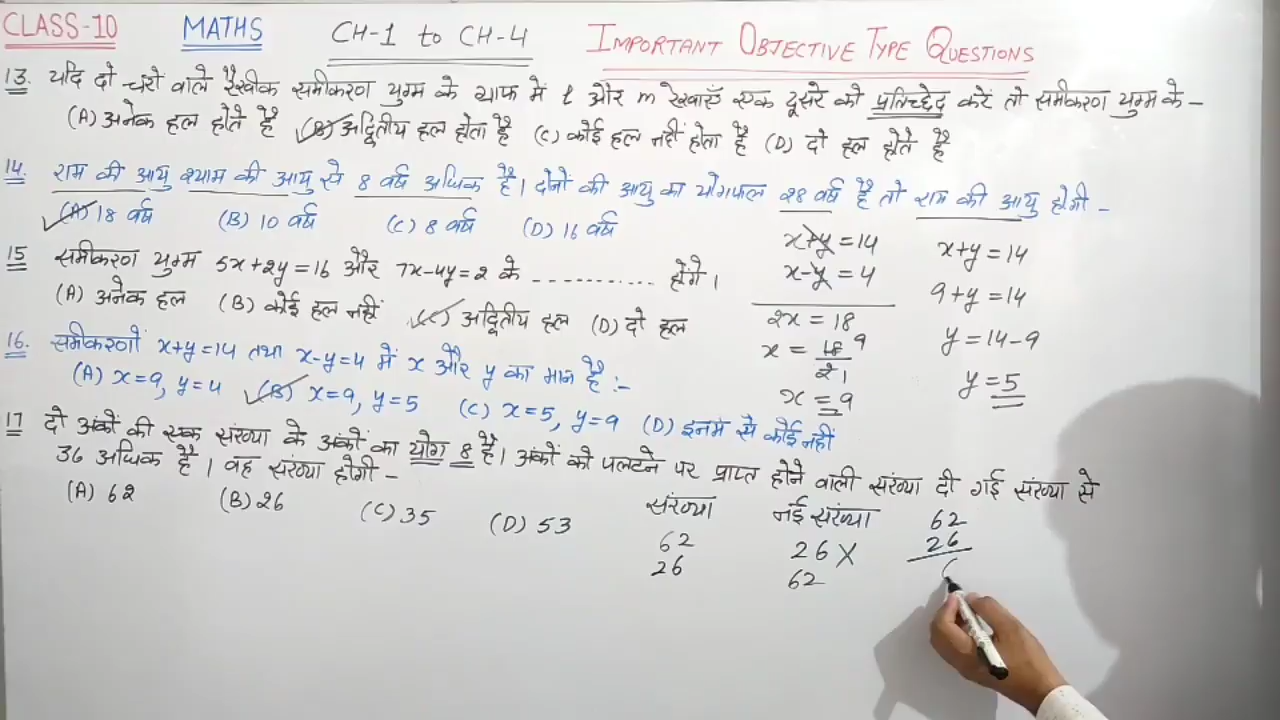 CLASS-10 MATHS CH-1 to CH-4 IMPORTANT OBJECTIVE TYPE QUESTIONS
13. यदि दो चरों वाले रैखिक समीकरण युग्म के ग्राफ में l और m रेखाएँ एक दूसरे को प्रतिच्छेद करें तो समीकरण युग्म के –
(A) अनेक हल होते है (B) अद्वितीय हल होता है (C) कोई हल नहीं होता है (D) दो हल होते है
14. राम की आयु श्याम की आयु से 8 वर्ष अधिक है। दोनों की आयु का योगफल 28 वर्ष है तो राम की आयु होगी –
(A) 18 वर्ष (B) 10 वर्ष (C) 8 वर्ष (D) 16 वर्ष
15 समीकरण युग्म 5x+2y=16 और 7x-4y=2 के ............ होंगे।
(A) अनेक हल (B) कोई हल नहीं (C) अद्वितीय हल (D) दो हल
16. समीकरणों x+y=14 तथा x-y=4 में x और y का मान है :-
(A) x=9, y=4 (B) x=9, y=5 (C) x=5, y=9 (D) इनमें से कोई नहीं
x+y=14
x-y=4
2x=18
x=18/2 9 1
x=9
x+y=14
9+y=14
y=14-9
y=5
17 दो अंकों की एक संख्या के अंकों का योग 8 है। अंकों को पलटने पर प्राप्त होने वाली संख्या दी गई संख्या से
36 अधिक है। वह संख्या होगी –
(A) 62 (B) 26 (C) 35 (D) 53
संख्या नई संख्या
62 26 X
26 62
62
26